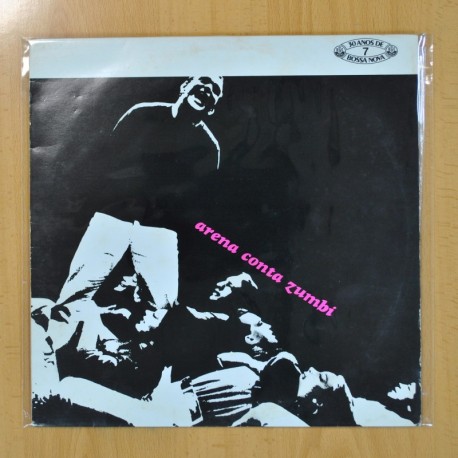 30 ANOS DE
7
BOSSA NOVA
arena conta zumbi